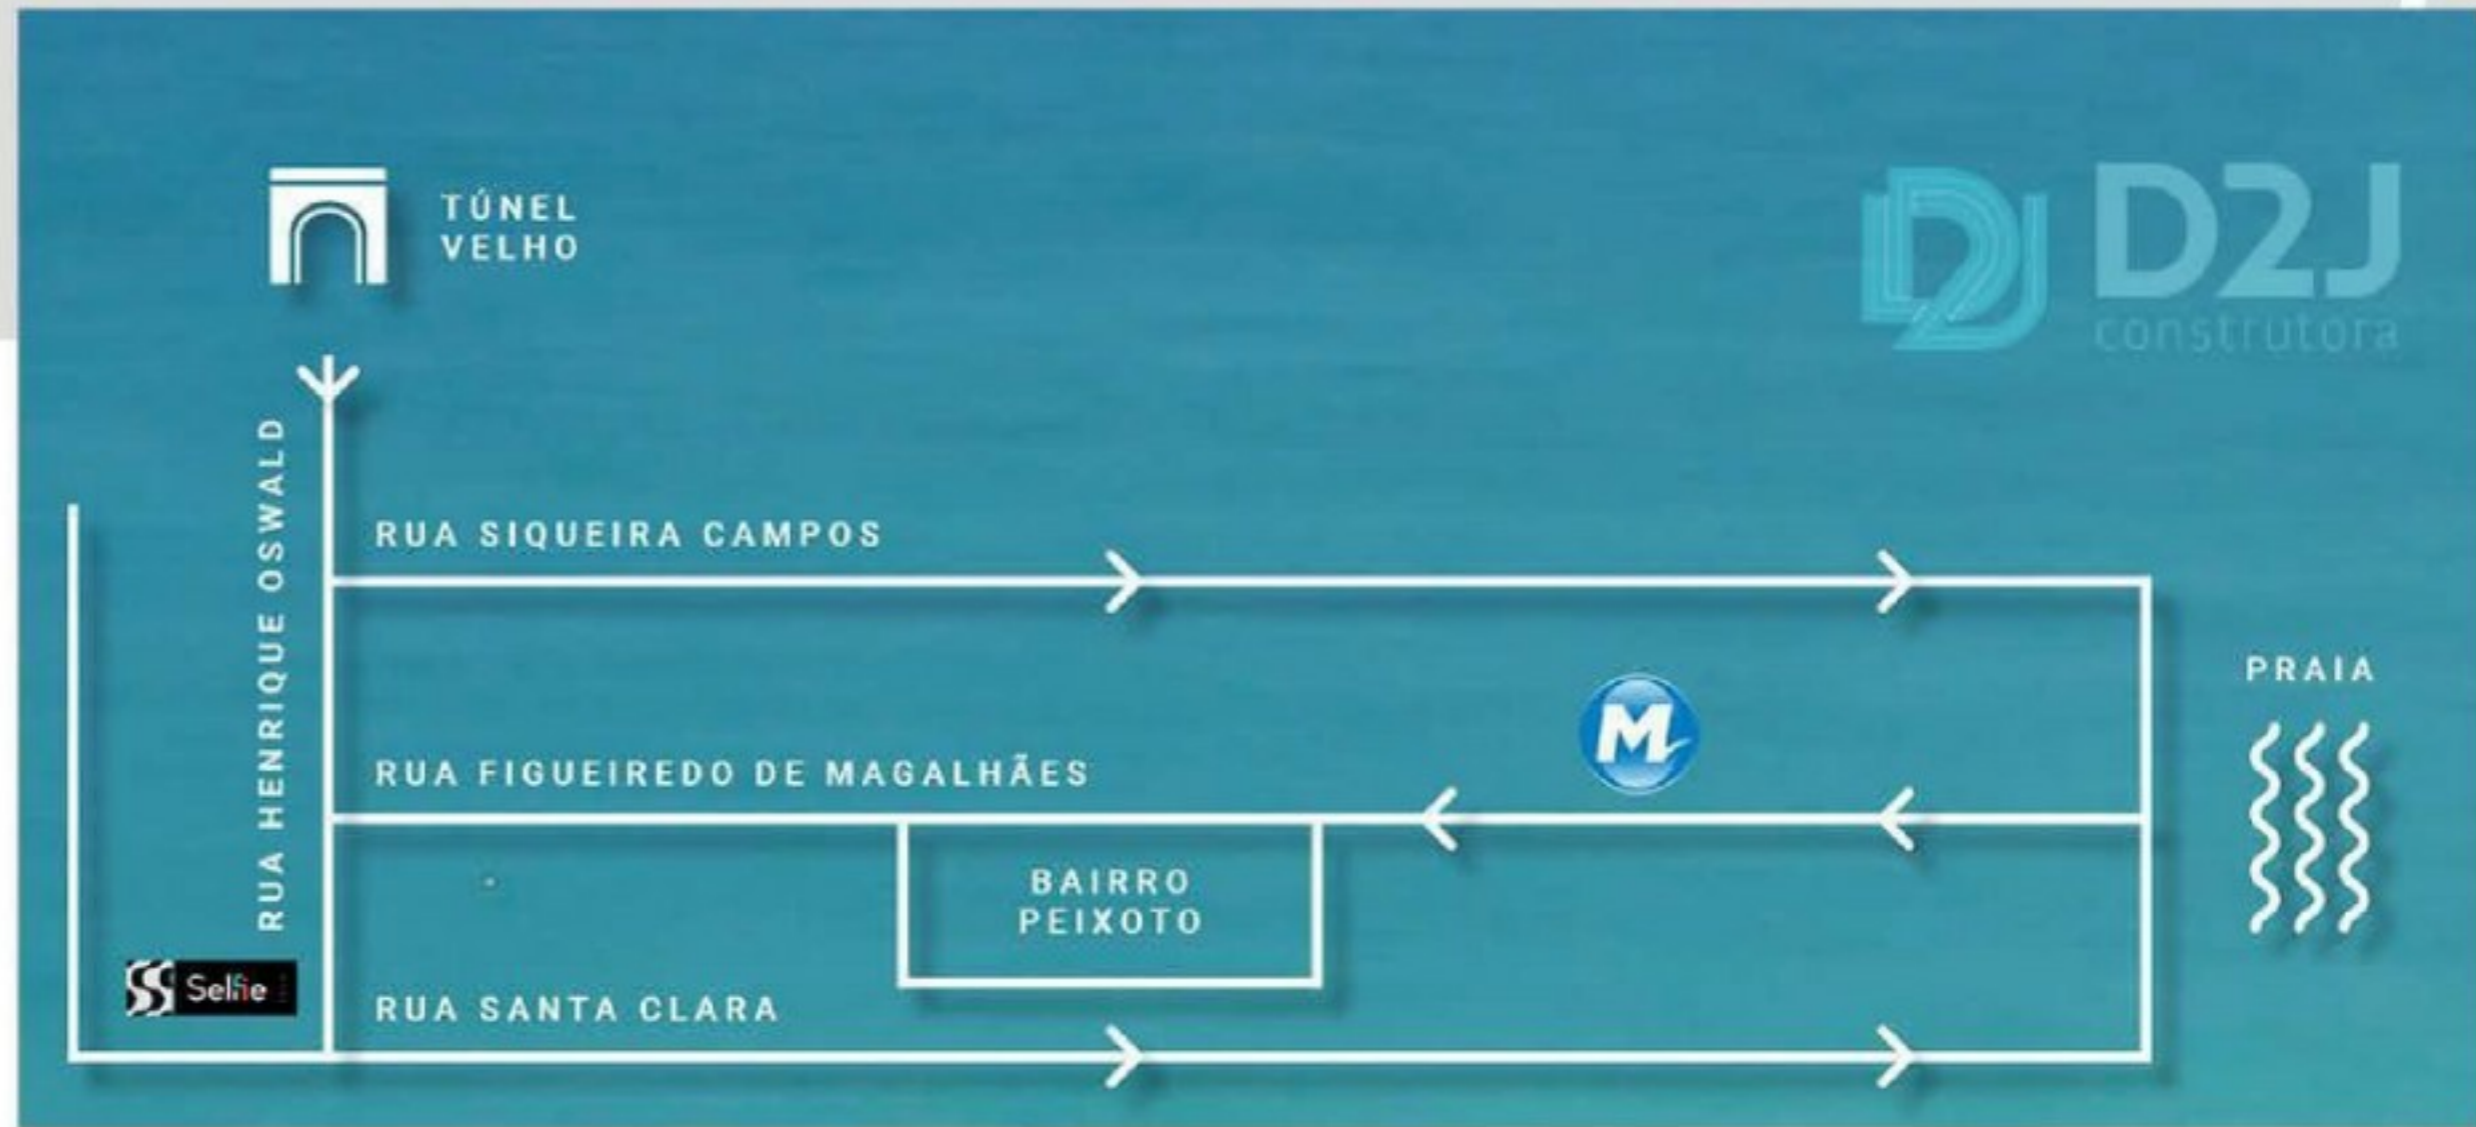 TÚNEL
VELHO
D2J
construtora
RUA HENRIQUE OSWALD
RUA SIQUEIRA CAMPOS
PRAIA
M
RUA FIGUEIREDO DE MAGALHÃES
BAIRRO
PEIXOTO
Selfie
RUA SANTA CLARA